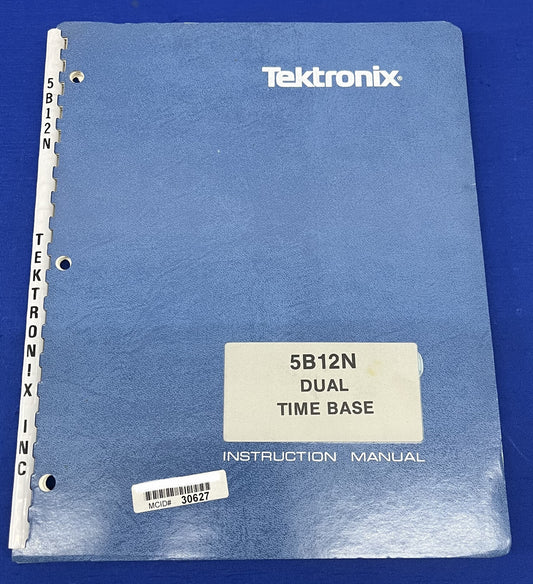 Tektronix®
5B12N
DUAL
TIME BASE
INSTRUCTION MANUAL
MCID# 30627
5B12N TEKTRONIX INC